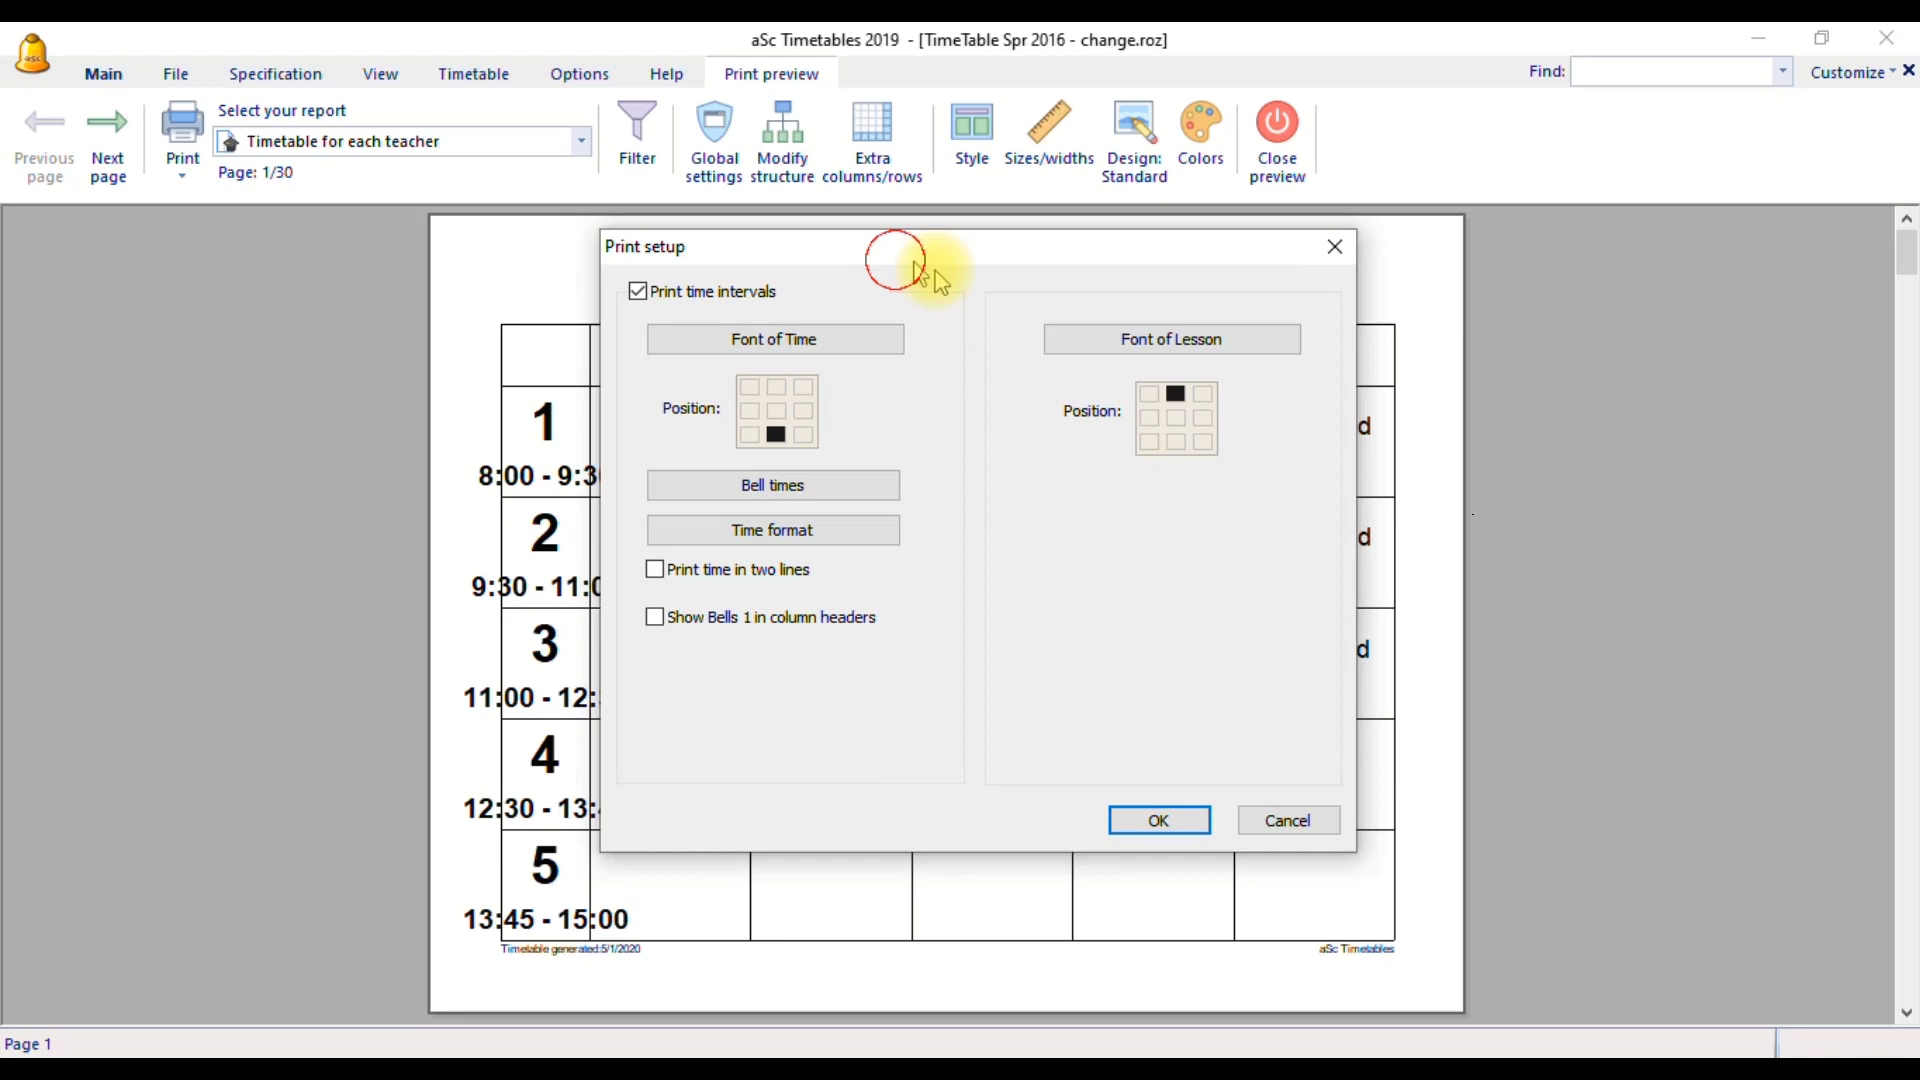 aSc Timetables 2019 - [TimeTable Spr 2016 - change.roz]
aSc
Main File Specification View Timetable Options Help Print preview Find: Customize
Previous page
Next page
Print
Select your report
Timetable for each teacher
Page: 1/30
Filter
Global settings
Modify structure
Extra columns/rows
Style
Sizes/widths
Design: Standard
Colors
Close preview
Print setup
Print time intervals
Font of Time
Position:
Bell times
Time format
Print time in two lines
Show Bells 1 in column headers
Font of Lesson
Position:
OK
Cancel
1
8:00 - 9:3
d
2
9:30 - 11:0
d
3
11:00 - 12:
d
4
12:30 - 13:
5
13:45 - 15:00
Timetable generated:5/1/2020
aSc Timetables
Page 1